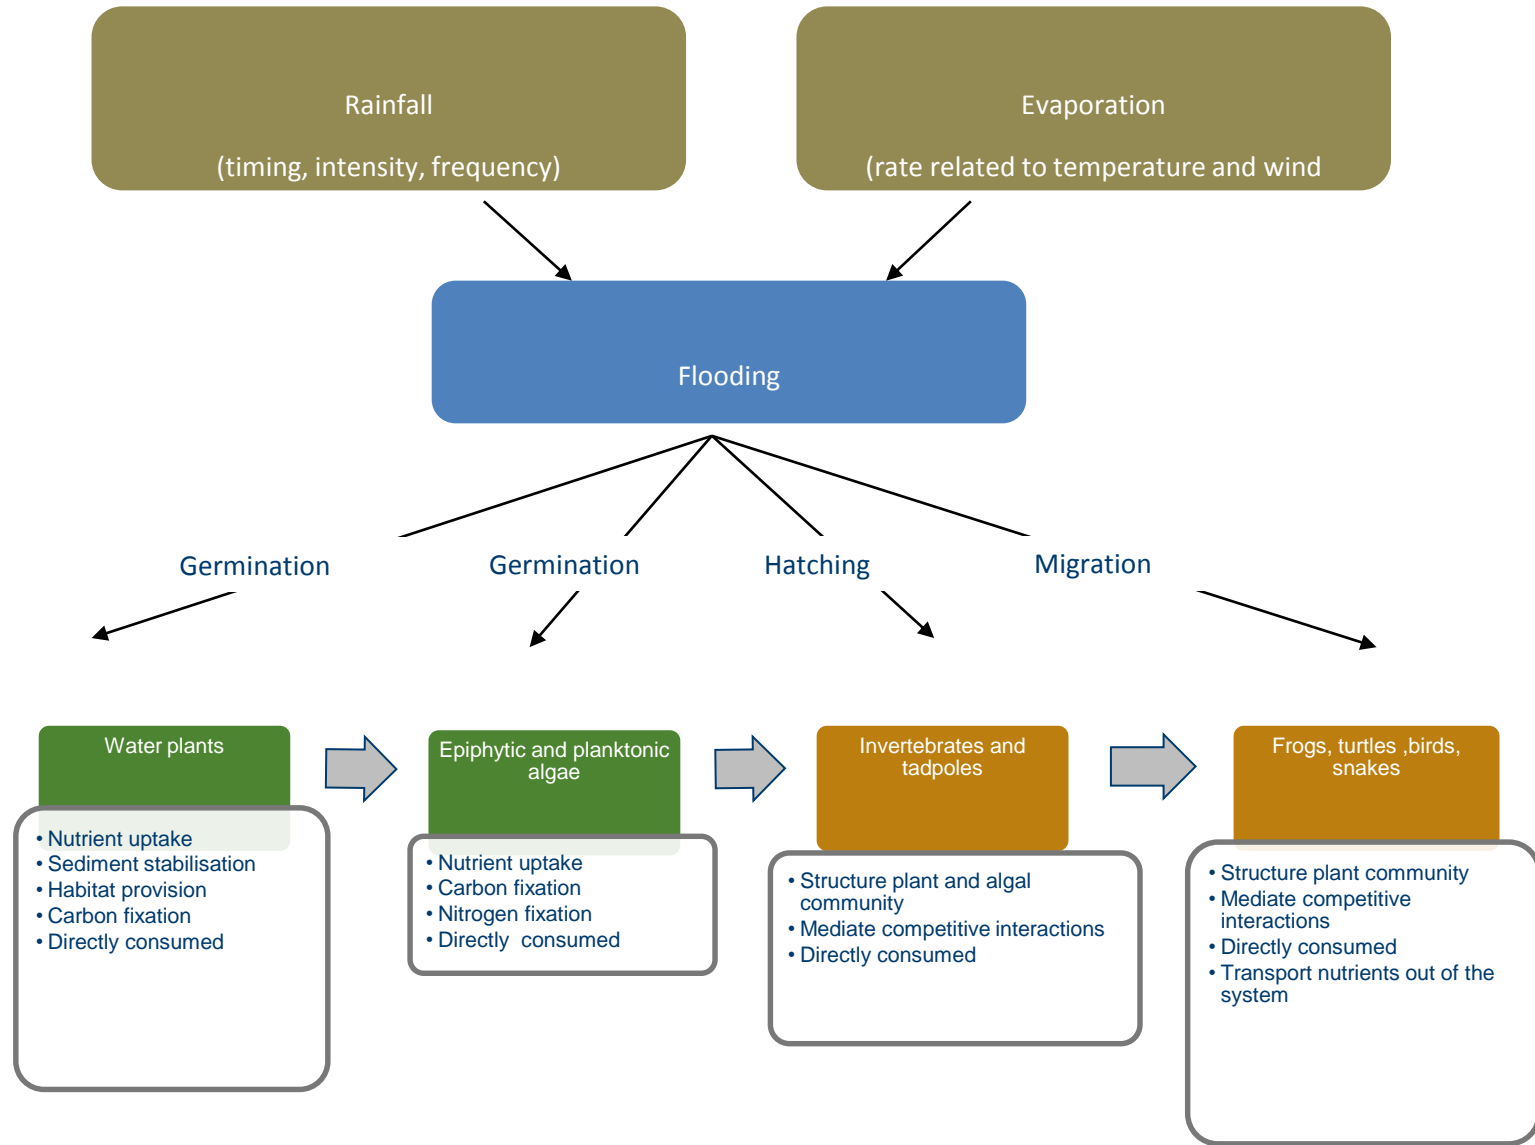 Rainfall
(timing, intensity, frequency)
Evaporation
(rate related to temperature and wind
Flooding
Germination
Germination
Hatching
Migration
Water plants
• Nutrient uptake
• Sediment stabilisation
• Habitat provision
• Carbon fixation
• Directly consumed
Epiphytic and planktonic
algae
• Nutrient uptake
• Carbon fixation
• Nitrogen fixation
• Directly  consumed
Invertebrates and
tadpoles
• Structure plant and algal
community
• Mediate competitive interactions
• Directly consumed
Frogs, turtles ,birds,
snakes
• Structure plant community
• Mediate competitive
interactions
• Directly consumed
• Transport nutrients out of the
system